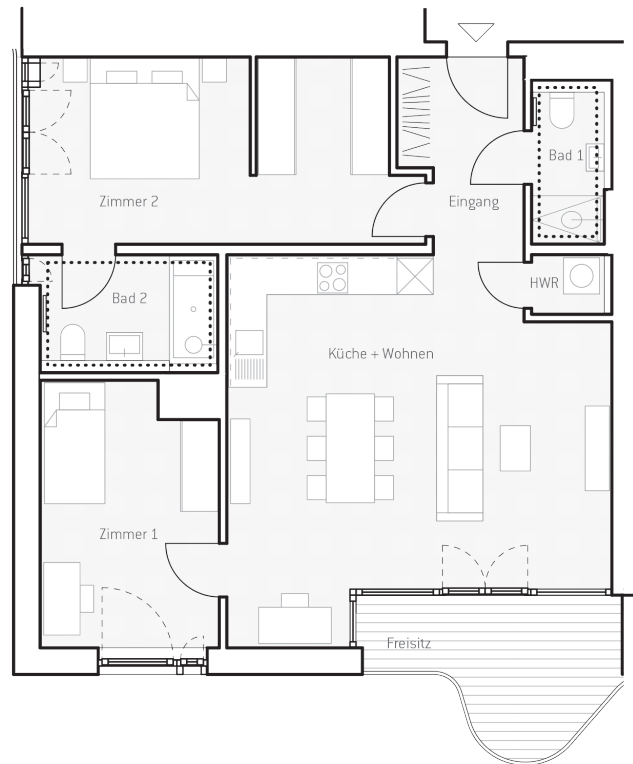 Bad 1
Zimmer 2
Eingang
HWR
Bad 2
Küche + Wohnen
Zimmer 1
Freisitz